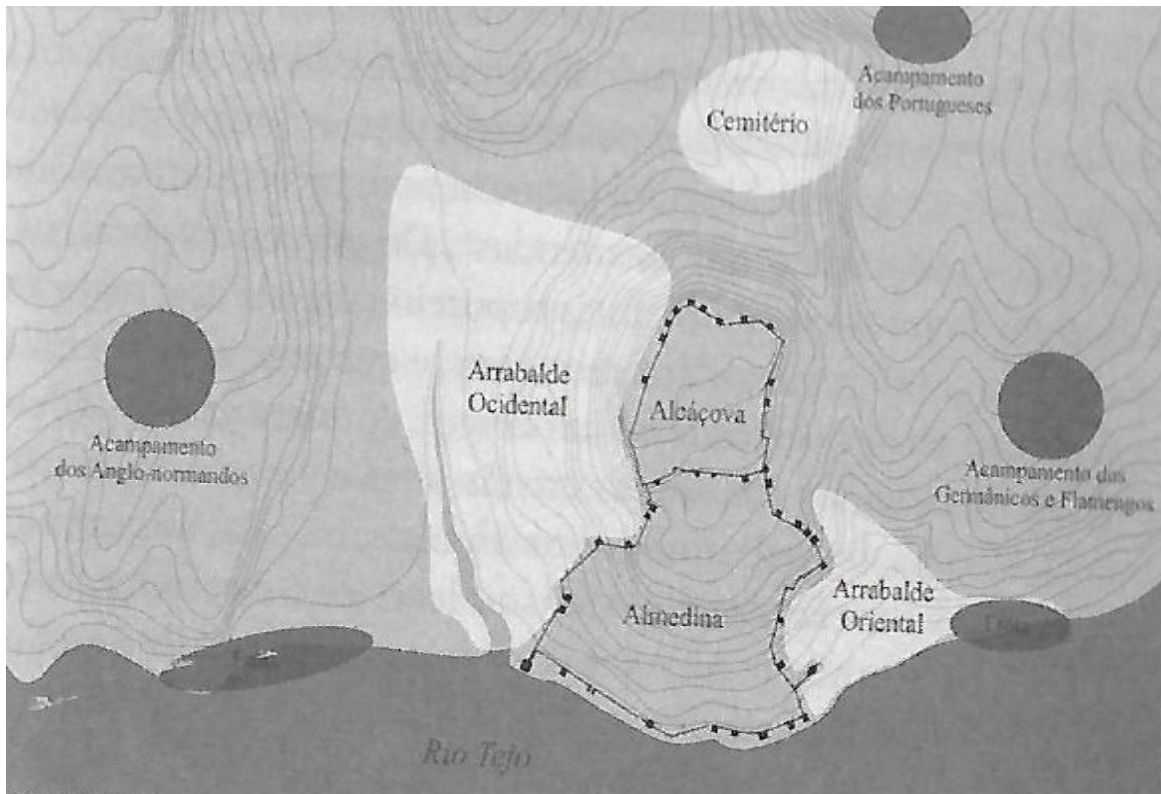 Acampamento
dos Portugueses
Cemitério
Arrabalde
Ocidental
Alcáçova
Acampamento
dos Anglo-normandos
Acampamento dos
Germânicos e Flamengos
Almedina
Arrabalde
Oriental
Rio Tejo